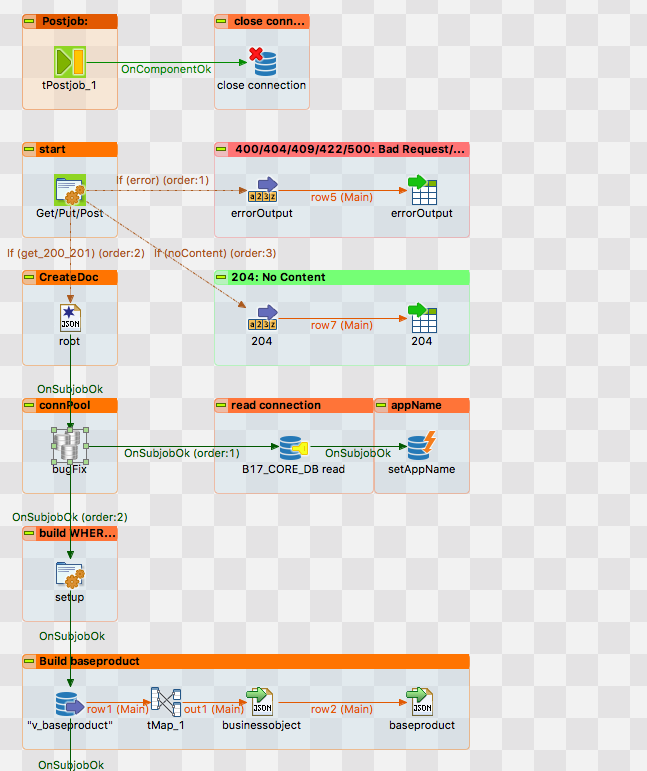 Postjob:
close conn...
OnComponentOk
tPostjob_1
close connection
start
400/404/409/422/500: Bad Request/...
If (error) (order:1)
a23z
row5 (Main)
Get/Put/Post
errorOutput
errorOutput
If (get_200_201) (order:2)
If (noContent) (order:3)
CreateDoc
204: No Content
JSON
a23z
row7 (Main)
root
204
204
OnSubjobOk
connPool
read connection
appName
OnSubjobOk (order:1)
OnSubjobOk
bugFix
B17_CORE_DB read
setAppName
OnSubjobOk (order:2)
build WHER...
setup
OnSubjobOk
Build baseproduct
row1 (Main)
out1 (Main)
JSON
row2 (Main)
JSON
"v_baseproduct"
tMap_1
businessobject
baseproduct
OnSubjobOk